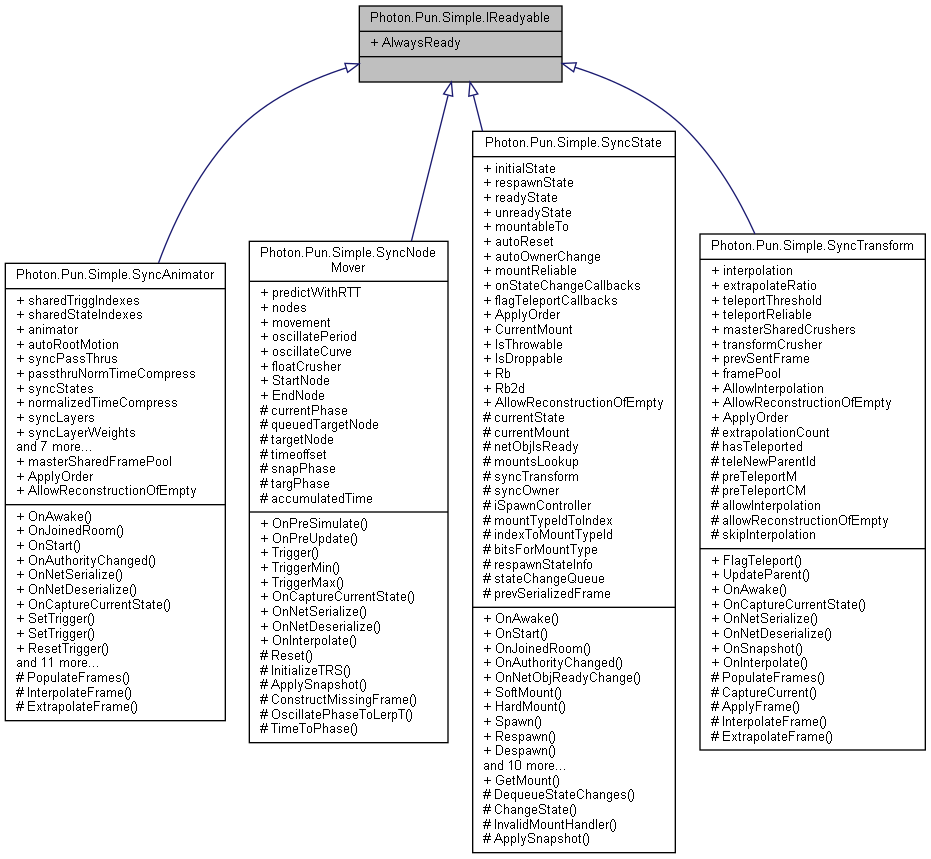 Photon.Pun.Simple.IReadyable
+ AlwaysReady
Photon.Pun.Simple.SyncAnimator
+ sharedTriggIndexes
+ sharedStateIndexes
+ animator
+ autoRootMotion
+ syncPassThrus
+ passthruNormTimeCompress
+ syncStates
+ normalizedTimeCompress
+ syncLayers
+ syncLayerWeights
and 7 more...
+ masterSharedFramePool
+ ApplyOrder
+ AllowReconstructionOfEmpty
+ OnAwake()
+ OnJoinedRoom()
+ OnStart()
+ OnAuthorityChanged()
+ OnNetSerialize()
+ OnNetDeserialize()
+ OnCaptureCurrentState()
+ SetTrigger()
+ SetTrigger()
+ ResetTrigger()
and 11 more...
# PopulateFrames()
# InterpolateFrame()
# ExtrapolateFrame()
Photon.Pun.Simple.SyncNode
Mover
+ predictWithRTT
+ nodes
+ movement
+ oscillatePeriod
+ oscillateCurve
+ floatCrusher
+ StartNode
+ EndNode
# currentPhase
# queuedTargetNode
# targetNode
# timeoffset
# snapPhase
# targPhase
# accumulatedTime
+ OnPreSimulate()
+ OnPreUpdate()
+ Trigger()
+ TriggerMin()
+ TriggerMax()
+ OnCaptureCurrentState()
+ OnNetSerialize()
+ OnNetDeserialize()
+ OnInterpolate()
# Reset()
# InitializeTRS()
# ApplySnapshot()
# ConstructMissingFrame()
# OscillatePhaseToLerpT()
# TimeToPhase()
Photon.Pun.Simple.SyncState
+ initialState
+ respawnState
+ readyState
+ unreadyState
+ mountableTo
+ autoReset
+ autoOwnerChange
+ mountReliable
+ onStateChangeCallbacks
+ flagTeleportCallbacks
+ ApplyOrder
+ CurrentMount
+ IsThrowable
+ IsDroppable
+ Rb
+ Rb2d
+ AllowReconstructionOfEmpty
# currentState
# currentMount
# netObjIsReady
# mountsLookup
# syncTransform
# syncOwner
# iSpawnController
# mountTypeIdToIndex
# indexToMountTypeId
# bitsForMountType
# respawnStateInfo
# stateChangeQueue
# prevSerializedFrame
+ OnAwake()
+ OnStart()
+ OnJoinedRoom()
+ OnAuthorityChanged()
+ OnNetObjReadyChange()
+ SoftMount()
+ HardMount()
+ Spawn()
+ Respawn()
+ Despawn()
and 10 more...
+ GetMount()
# DequeueStateChanges()
# ChangeState()
# InvalidMountHandler()
# ApplySnapshot()
Photon.Pun.Simple.SyncTransform
+ interpolation
+ extrapolateRatio
+ teleportThreshold
+ teleportReliable
+ masterSharedCrushers
+ transformCrusher
+ prevSentFrame
+ framePool
+ AllowInterpolation
+ AllowReconstructionOfEmpty
+ ApplyOrder
# extrapolationCount
# hasTeleported
# teleNewParentId
# preTeleportM
# preTeleportCM
# allowInterpolation
# allowReconstructionOfEmpty
# skipInterpolation
+ FlagTeleport()
+ UpdateParent()
+ OnAwake()
+ OnCaptureCurrentState()
+ OnNetSerialize()
+ OnNetDeserialize()
+ OnSnapshot()
+ OnInterpolate()
# PopulateFrames()
# CaptureCurrent()
# ApplyFrame()
# InterpolateFrame()
# ExtrapolateFrame()